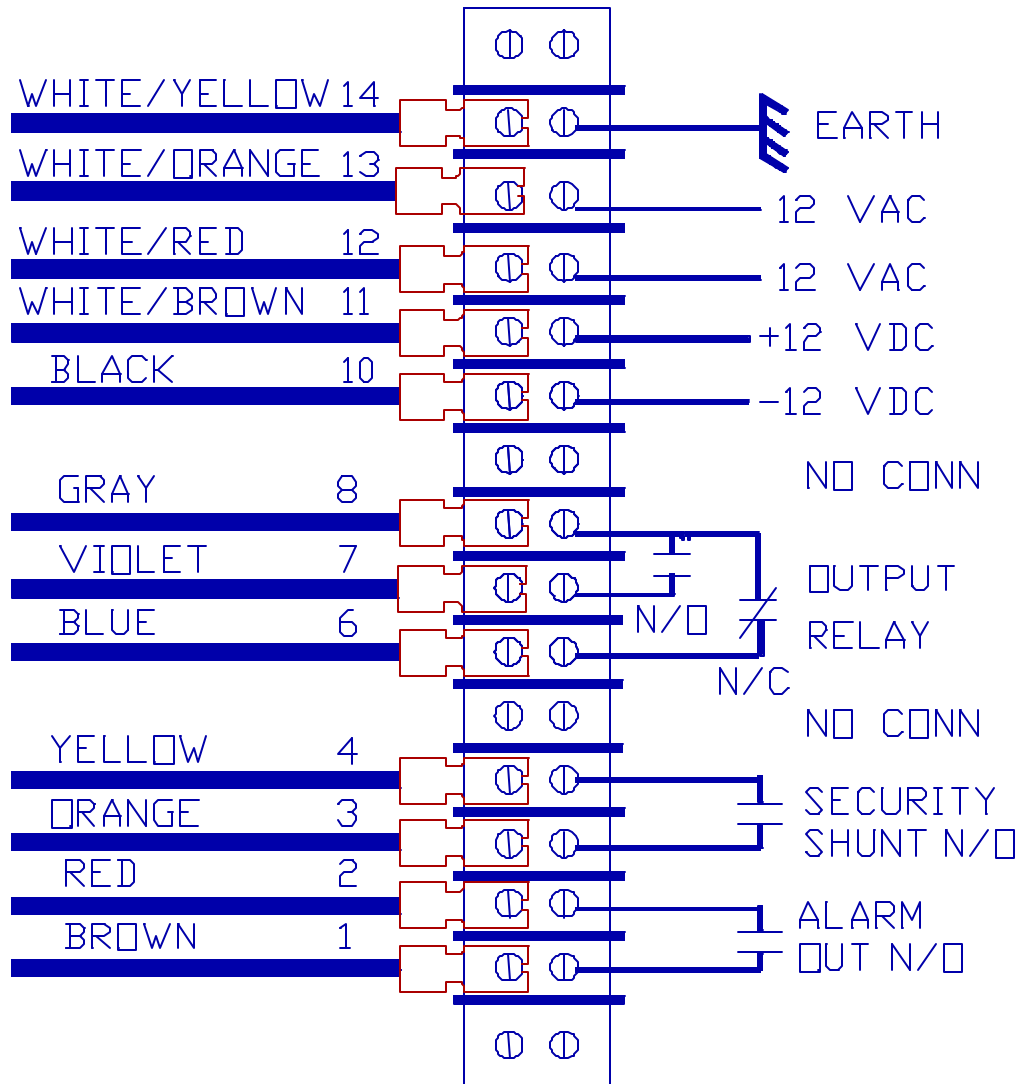 WHITE/YELLOW 14
EARTH
WHITE/ORANGE 13
12 VAC
WHITE/RED 12
12 VAC
WHITE/BROWN 11
+12 VDC
BLACK 10
-12 VDC
NO CONN
GRAY 8
VIOLET 7
OUTPUT
BLUE 6
N/O
RELAY
N/C
NO CONN
YELLOW 4
SECURITY
ORANGE 3
SHUNT N/O
RED 2
ALARM
BROWN 1
OUT N/O